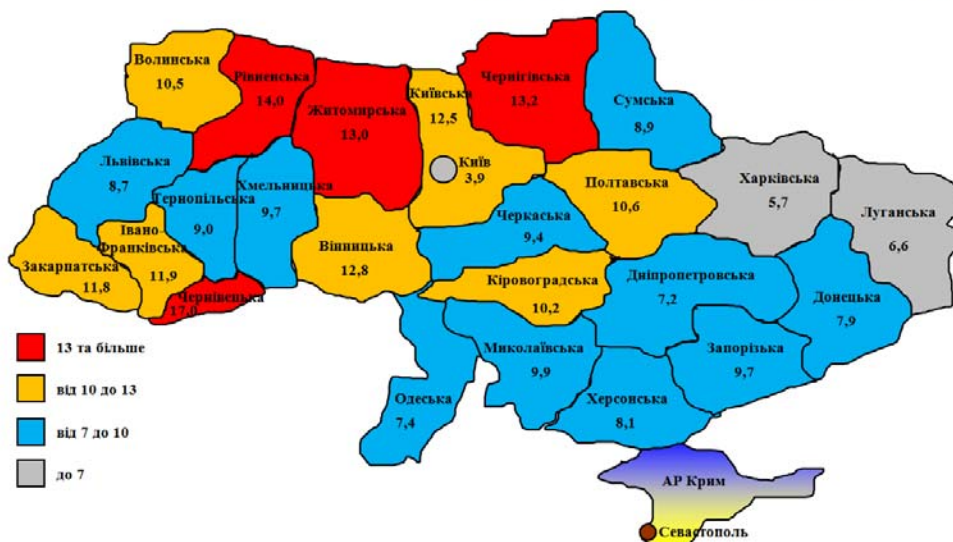 Волинська
10,5
Рівненська
14,0
Житомирська
13,0
Київська
12,5
Київ
3,9
Чернігівська
13,2
Сумська
8,9
Львівська
8,7
Тернопільська
9,0
Хмельницька
9,7
Полтавська
10,6
Харківська
5,7
Луганська
6,6
Черкаська
9,4
Вінницька
12,8
Івано
Франківська
11,9
Закарпатська
11,8
Чернівецька
17,0
Кіровоградська
10,2
Дніпропетровська
7,2
Донецька
7,9
Миколаївська
9,9
Запорізька
9,7
Одеська
7,4
Херсонська
8,1
АР Крим
Севастополь
13 та більше
від 10 до 13
від 7 до 10
до 7